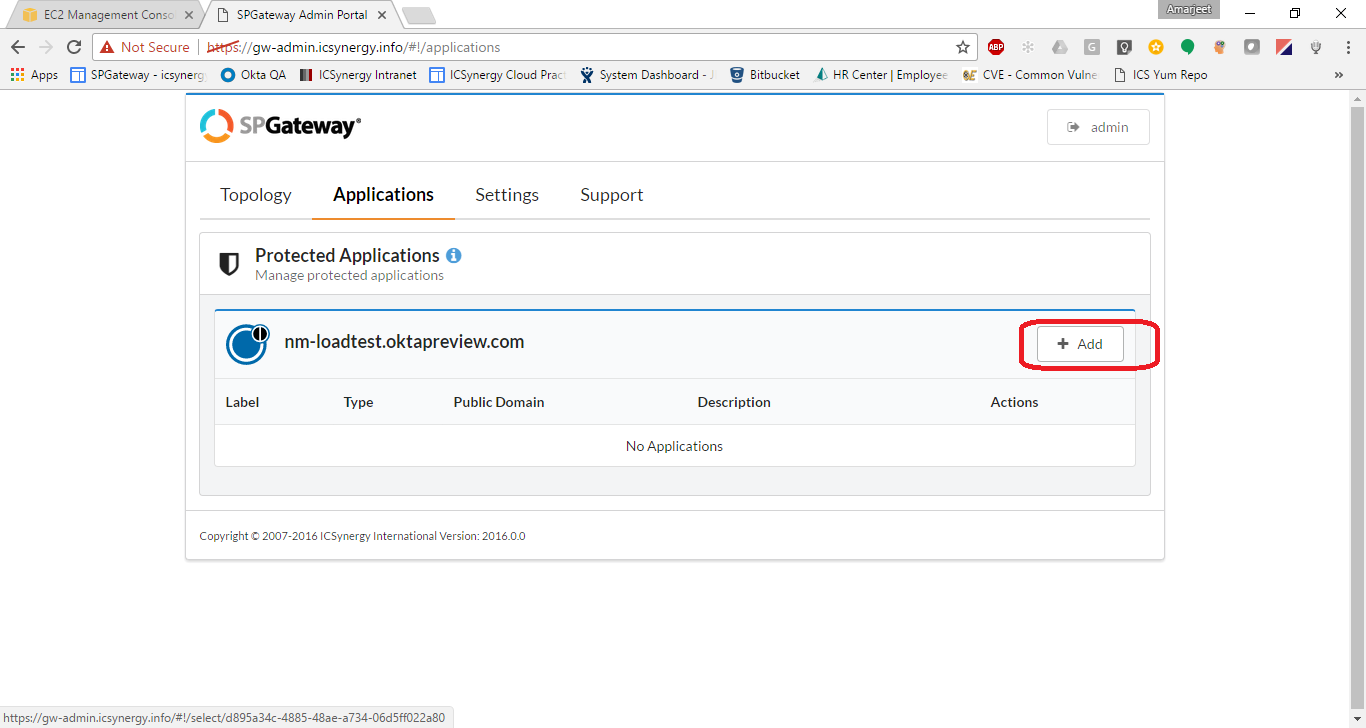 EC2 Management Conso
SPGateway Admin Portal
Amarjeet
Not Secure
https://gw-admin.icsynergy.info/#!/applications
ABP
G
Apps
SPGateway - icsynerg
Okta QA
ICSynergy Intranet
ICSynergy Cloud Prac
System Dashboard - J
Bitbucket
HR Center | Employee
CVE - Common Vulne
ICS Yum Repo
»
SPGateway®
admin
Topology
Applications
Settings
Support
Protected Applications
Manage protected applications
nm-loadtest.oktapreview.com
+ Add
Label Type Public Domain Description Actions
No Applications
Copyright © 2007-2016 ICSynergy International Version: 2016.0.0
https://gw-admin.icsynergy.info/#!/select/d895a34c-4885-48ae-a734-06d5ff022a80